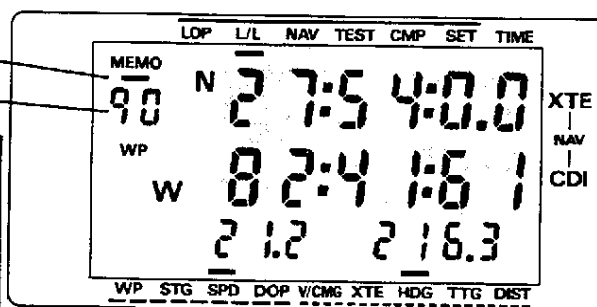 LOP L/L NAV TEST CMP SET TIME
MEMO
90
N 27:54:0.0
XTE
NAV
CDI
WP
W 82:41:61
21.2 216.3
WP STG SPD DOP V/CMG XTE HDG TTG DIST